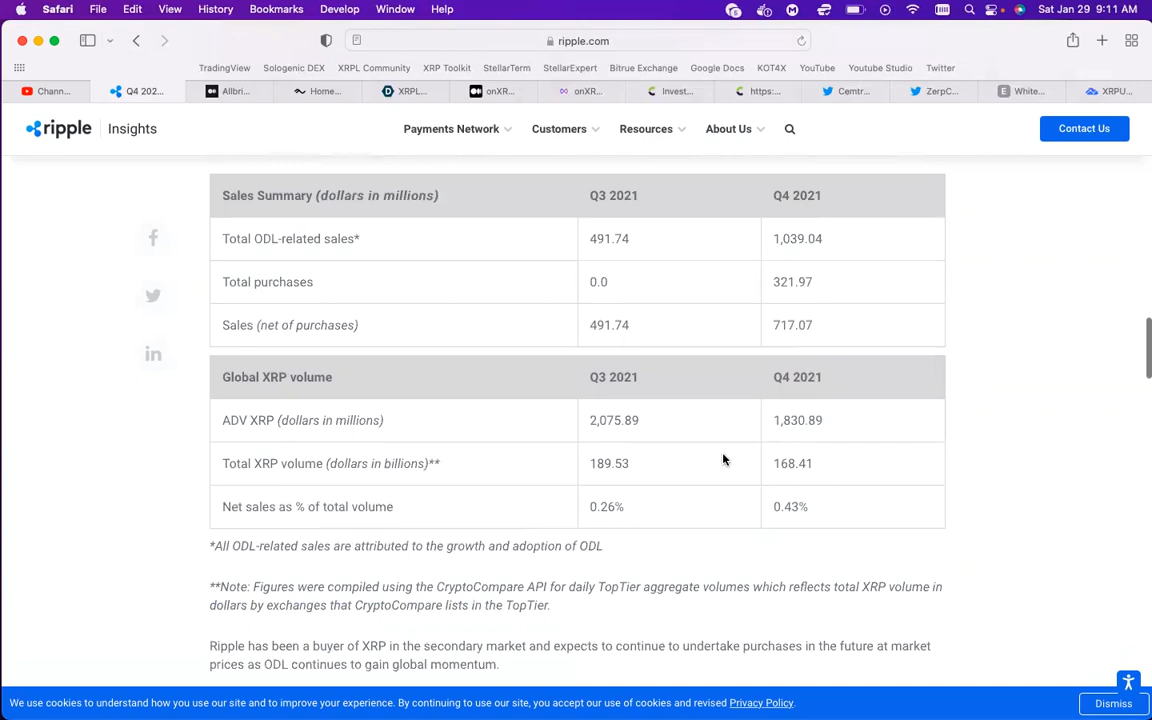 Safari File Edit View History Bookmarks Develop Window Help Sat Jan 29 9:11 AM
ripple.com
TradingView Sologenic DEX XRPL Community XRP Toolkit StellarTerm StellarExpert Bitrue Exchange Google Docs KOT4X YouTube Youtube Studio Twitter
Chann... Q4 202... Allbri... Home... XRPL... onXR... onXR... Invest... https:... Cemtr... ZerpC... White... XRPU...
ripple Insights Payments Network Customers Resources About Us Contact Us
Sales Summary (dollars in millions) Q3 2021 Q4 2021
Total ODL-related sales* 491.74 1,039.04
Total purchases 0.0 321.97
Sales (net of purchases) 491.74 717.07
Global XRP volume Q3 2021 Q4 2021
ADV XRP (dollars in millions) 2,075.89 1,830.89
Total XRP volume (dollars in billions)** 189.53 168.41
Net sales as % of total volume 0.26% 0.43%
*All ODL-related sales are attributed to the growth and adoption of ODL
**Note: Figures were compiled using the CryptoCompare API for daily TopTier aggregate volumes which reflects total XRP volume in
dollars by exchanges that CryptoCompare lists in the TopTier.
Ripple has been a buyer of XRP in the secondary market and expects to continue to undertake purchases in the future at market
prices as ODL continues to gain global momentum.
We use cookies to understand how you use our site and to improve your experience. By continuing to use our site, you accept our use of cookies and revised Privacy Policy. Dismiss